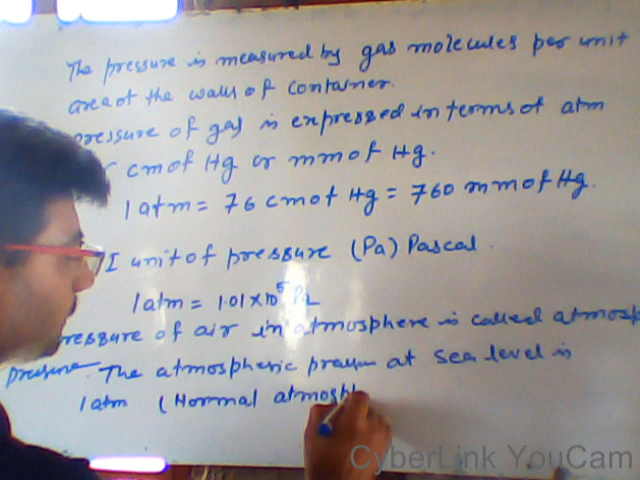 The pressure is measured by gas molecules per unit
area of the walls of container.
pressure of gas is expressed in terms of atm
cm of Hg or mm of Hg.
1 atm = 76 cm of Hg = 760 mm of Hg.
I unit of pressure (Pa) Pascal.
1 atm = 1.01 × 10⁵ Pa
ressure of air in atmosphere is called atmosp
pressure. The atmospheric pressure at sea level is
1 atm (Normal atmosph
CyberLink YouCam